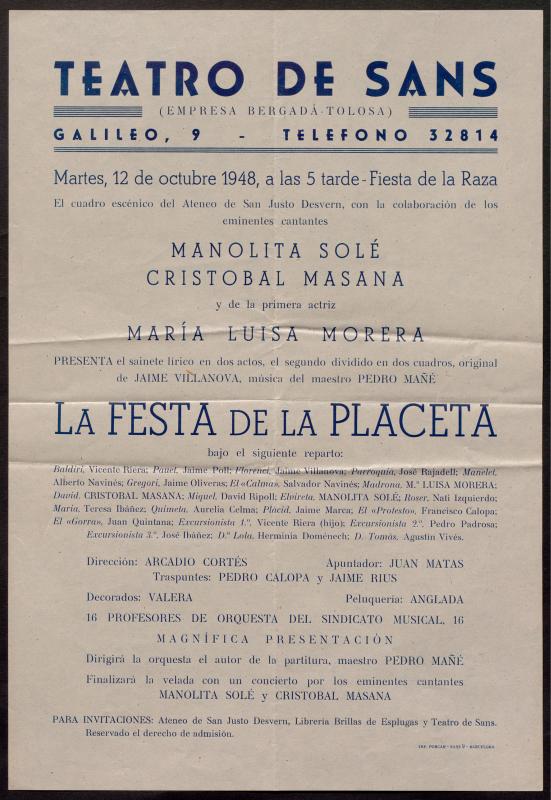 TEATRO DE SANS
(EMPRESA BERGADÁ-TOLOSA)
GALILEO, 9 - TELEFONO 32814
Martes, 12 de octubre 1948, a las 5 tarde - Fiesta de la Raza
El cuadro escénico del Ateneo de San Justo Desvern, con la colaboración de los
eminentes cantantes
MANOLITA SOLÉ
CRISTOBAL MASANA
y de la primera actriz
MARÍA LUISA MORERA
PRESENTA el sainete lírico en dos actos, el segundo dividido en dos cuadros, original
de JAIME VILLANOVA, música del maestro PEDRO MAÑÉ
LA FESTA DE LA PLACETA
bajo el siguiente reparto:
Baldiri, Vicente Riera; Pauet, Jaime Poll; Florenci, Jaime Villanova; Parroquia, José Rajadell; Manelet,
Alberto Navinés; Gregori, Jaime Oliveras; El «Calma», Salvador Navinés; Madrona, M.ª LUISA MORERA;
David, CRISTOBAL MASANA; Miquel, David Ripoll; Elvireta, MANOLITA SOLÉ; Roser, Nati Izquierdo;
Maria, Teresa Ibáñez; Quimeta, Aurelia Celma; Plàcid, Jaime Marca; El «Protesto», Francisco Calopa;
El «Gorra», Juan Quintana; Excursionista 1.º, Vicente Riera (hijo); Excursionista 2.º, Pedro Padrosa;
Excursionista 3.º, José Ibáñez; D.ª Lola, Herminia Doménech; D. Tomás, Agustín Vivés.
Dirección: ARCADIO CORTÉS Apuntador: JUAN MATAS
Traspuntes: PEDRO CALOPA y JAIME RIUS
Decorados: VALERA Peluquería: ANGLADA
16 PROFESORES DE ORQUESTA DEL SINDICATO MUSICAL, 16
MAGNÍFICA PRESENTACIÓN
Dirigirá la orquesta el autor de la partitura, maestro PEDRO MAÑÉ
Finalizará la velada con un concierto por los eminentes cantantes
MANOLITA SOLÉ y CRISTOBAL MASANA
PARA INVITACIONES: Ateneo de San Justo Desvern, Librería Brillas de Esplugas y Teatro de Sans.
Reservado el derecho de admisión.
IMP. PORCAR - SANS 9 - BARCELONA